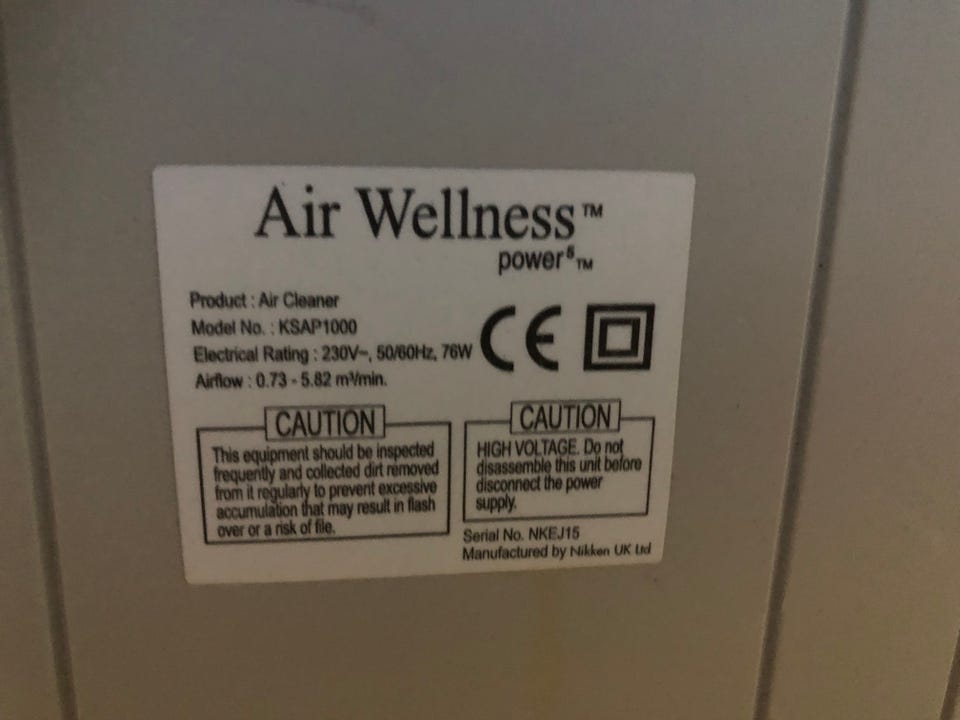 Air Wellness™
power⁵™
Product : Air Cleaner
Model No. : KSAP1000
Electrical Rating : 230V~, 50/60Hz, 76W
Airflow : 0.73 - 5.82 m³/min.
CE
CAUTION
This equipment should be inspected
frequently and collected dirt removed
from it regularly to prevent excessive
accumulation that may result in flash
over or a risk of file.
CAUTION
HIGH VOLTAGE. Do not
disassemble this unit before
disconnect the power
supply.
Serial No. NKEJ15
Manufactured by Nikken UK Ltd